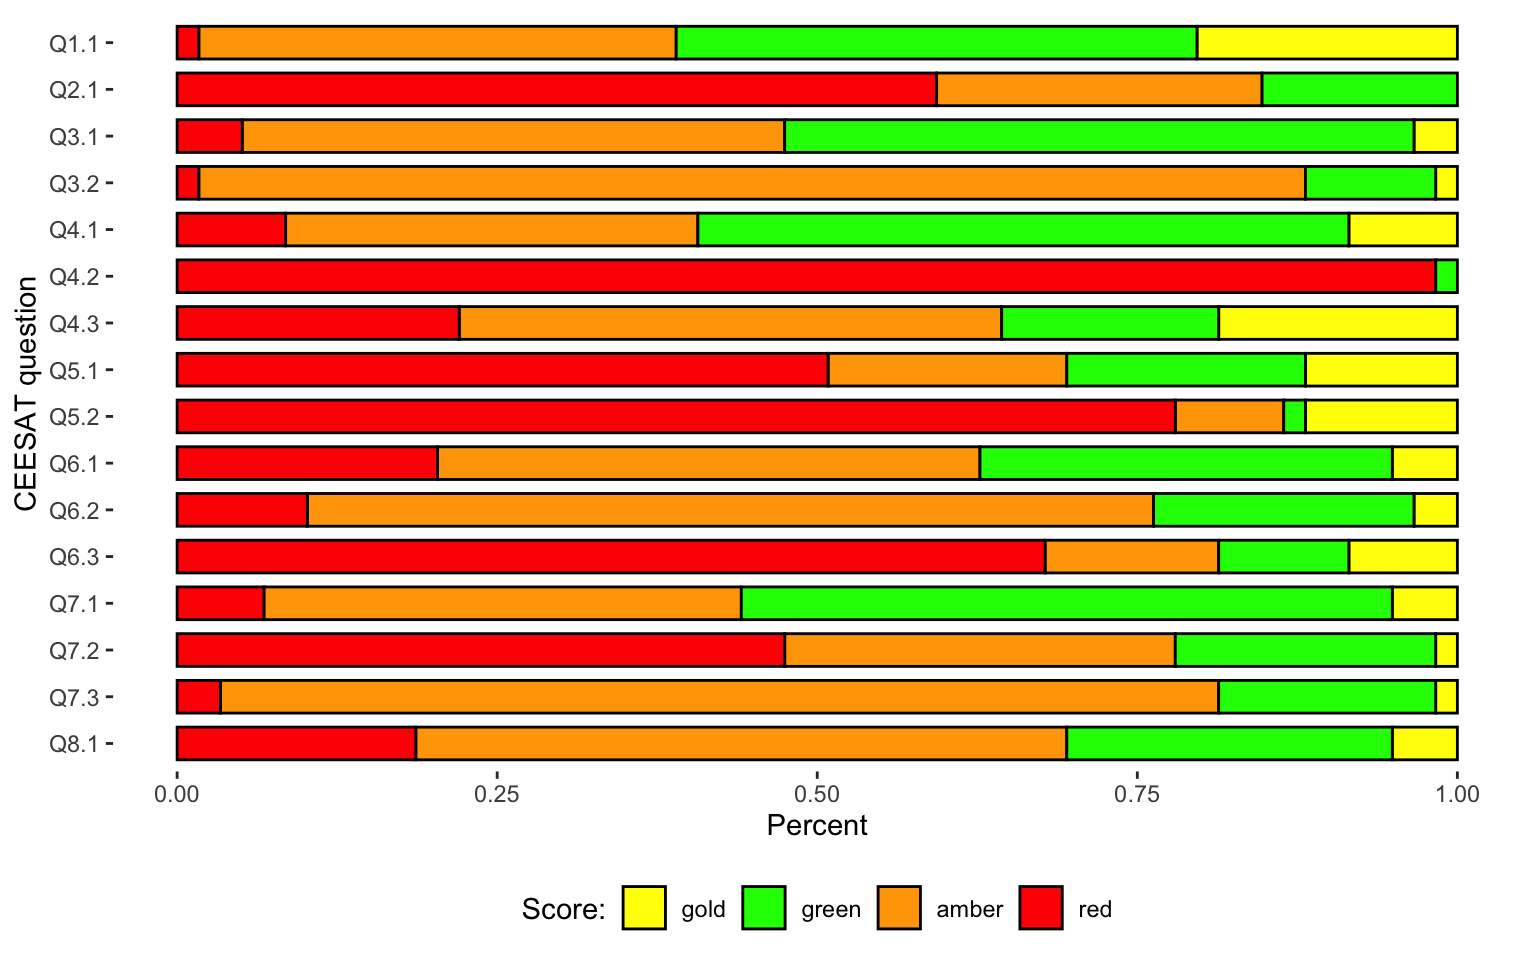 Q1.1
Q2.1
Q3.1
Q3.2
Q4.1
Q4.2
Q4.3
Q5.1
Q5.2
Q6.1
Q6.2
Q6.3
Q7.1
Q7.2
Q7.3
Q8.1
CEESAT question
0.00 0.25 0.50 0.75 1.00
Percent
Score: gold green amber red